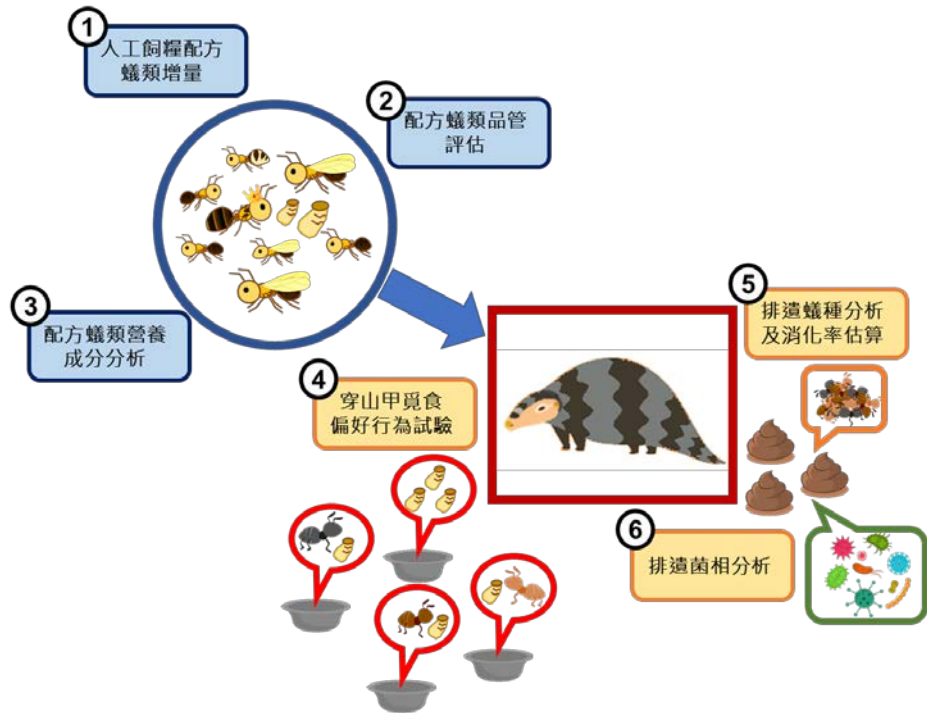 1
人工飼糧配方
蟻類增量
2
配方蟻類品管
評估
3
配方蟻類營養
成分分析
4
穿山甲覓食
偏好行為試驗
5
排遺蟻種分析
及消化率估算
6
排遺菌相分析